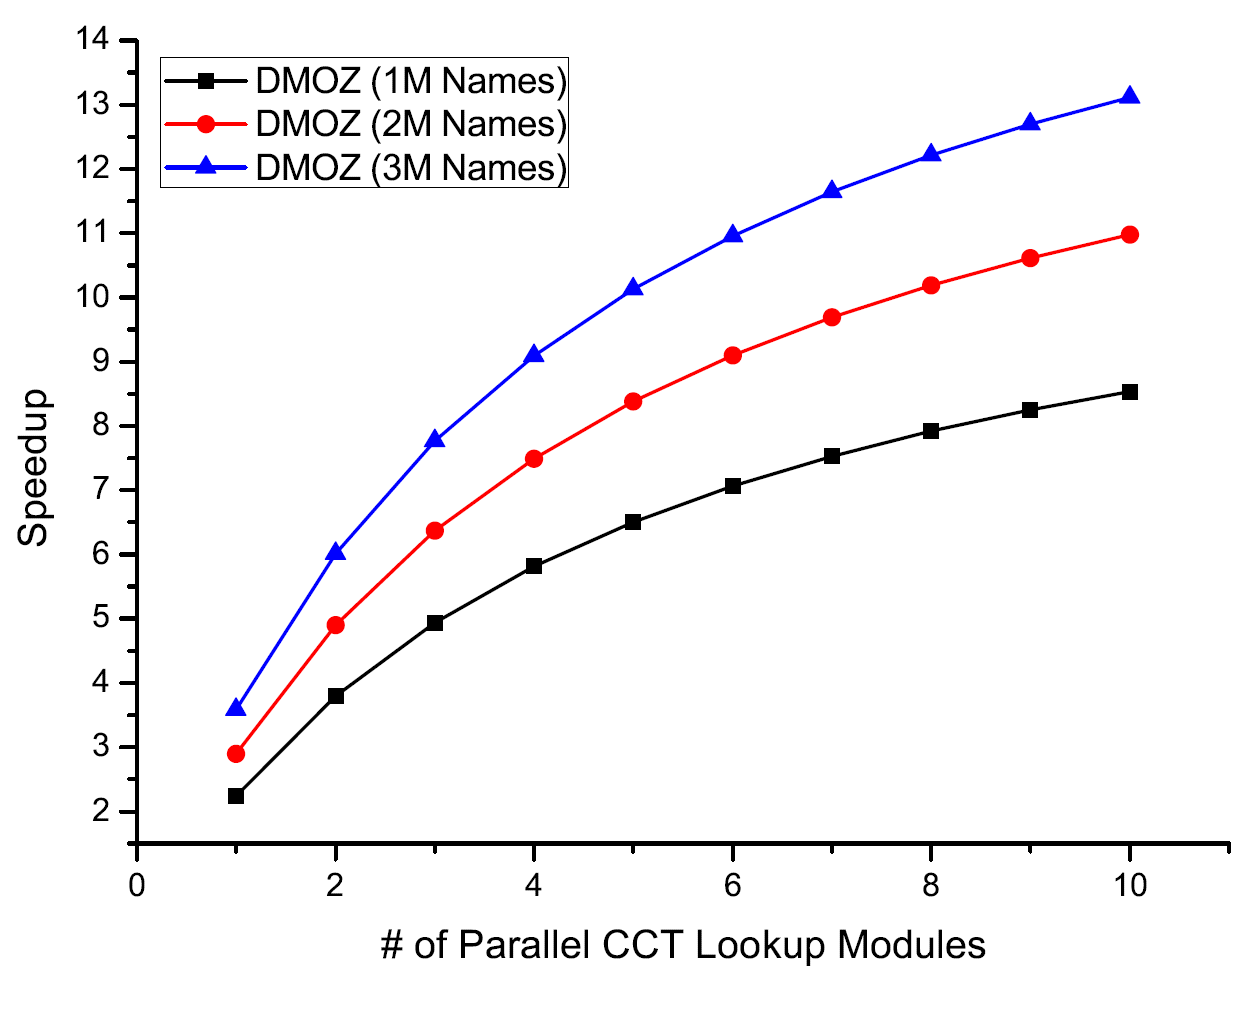 14
13
12
11
10
9
8
7
6
5
4
3
2
DMOZ (1M Names)
DMOZ (2M Names)
DMOZ (3M Names)
Speedup
0 2 4 6 8 10
# of Parallel CCT Lookup Modules